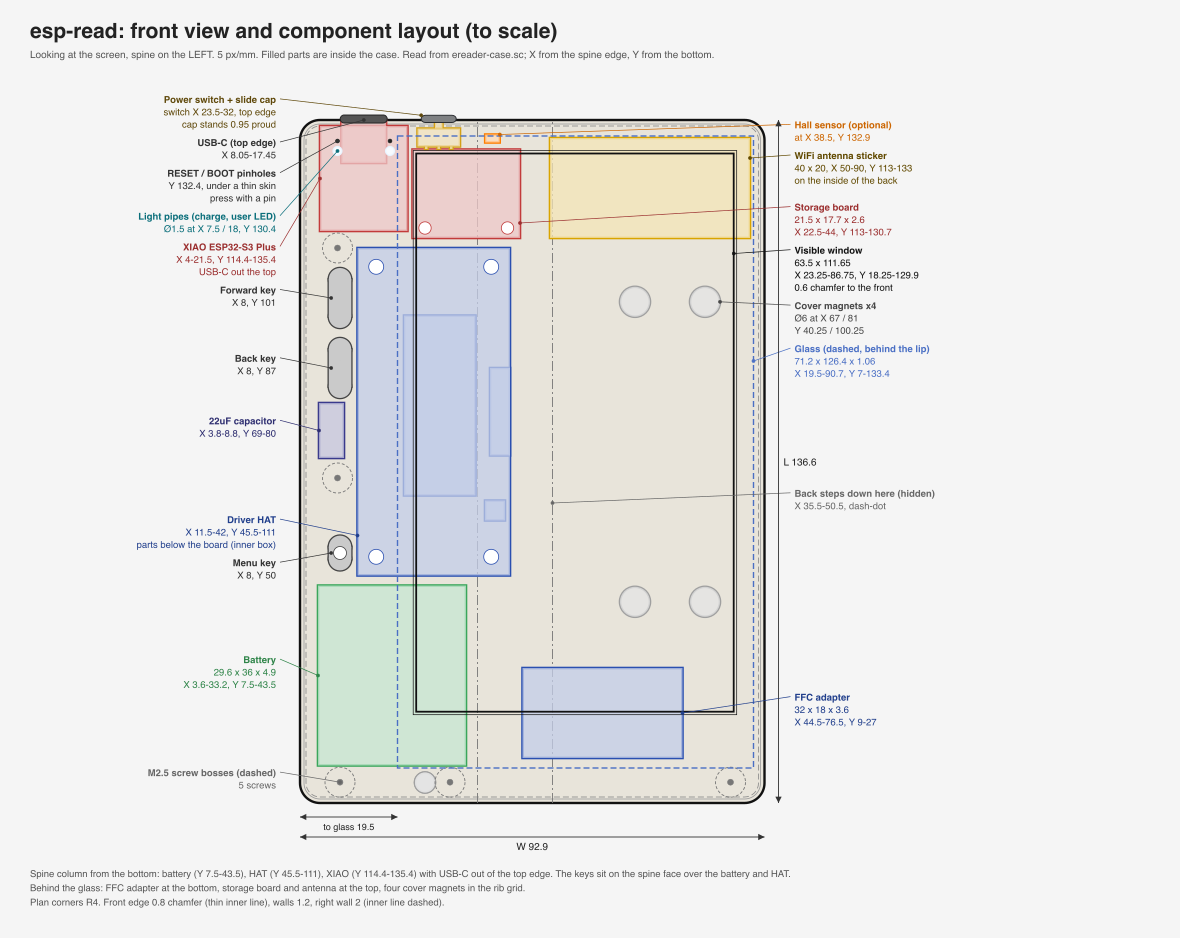 esp-read: front view and component layout (to scale)
Looking at the screen, spine on the LEFT. 5 px/mm. Filled parts are inside the case. Read from ereader-case.sc; X from the spine edge, Y from the bottom.
Power switch + slide cap
switch X 23.5-32, top edge
cap stands 0.95 proud
USB-C (top edge)
X 8.05-17.45
RESET / BOOT pinholes
Y 132.4, under a thin skin
press with a pin
Light pipes (charge, user LED)
Ø1.5 at X 7.5 / 18, Y 130.4
XIAO ESP32-S3 Plus
X 4-21.5, Y 114.4-135.4
USB-C out the top
Forward key
X 8, Y 101
Back key
X 8, Y 87
22uF capacitor
X 3.8-8.8, Y 69-80
Driver HAT
X 11.5-42, Y 45.5-111
parts below the board (inner box)
Menu key
X 8, Y 50
Battery
29.6 x 36 x 4.9
X 3.6-33.2, Y 7.5-43.5
M2.5 screw bosses (dashed)
5 screws
Hall sensor (optional)
at X 38.5, Y 132.9
WiFi antenna sticker
40 x 20, X 50-90, Y 113-133
on the inside of the back
Storage board
21.5 x 17.7 x 2.6
X 22.5-44, Y 113-130.7
Visible window
63.5 x 111.65
X 23.25-86.75, Y 18.25-129.9
0.6 chamfer to the front
Cover magnets x4
Ø6 at X 67 / 81
Y 40.25 / 100.25
Glass (dashed, behind the lip)
71.2 x 126.4 x 1.06
X 19.5-90.7, Y 7-133.4
L 136.6
Back steps down here (hidden)
X 35.5-50.5, dash-dot
FFC adapter
32 x 18 x 3.6
X 44.5-76.5, Y 9-27
to glass 19.5
W 92.9
Spine column from the bottom: battery (Y 7.5-43.5), HAT (Y 45.5-111), XIAO (Y 114.4-135.4) with USB-C out of the top edge. The keys sit on the spine face over the battery and HAT.
Behind the glass: FFC adapter at the bottom, storage board and antenna at the top, four cover magnets in the rib grid.
Plan corners R4. Front edge 0.8 chamfer (thin inner line), walls 1.2, right wall 2 (inner line dashed).